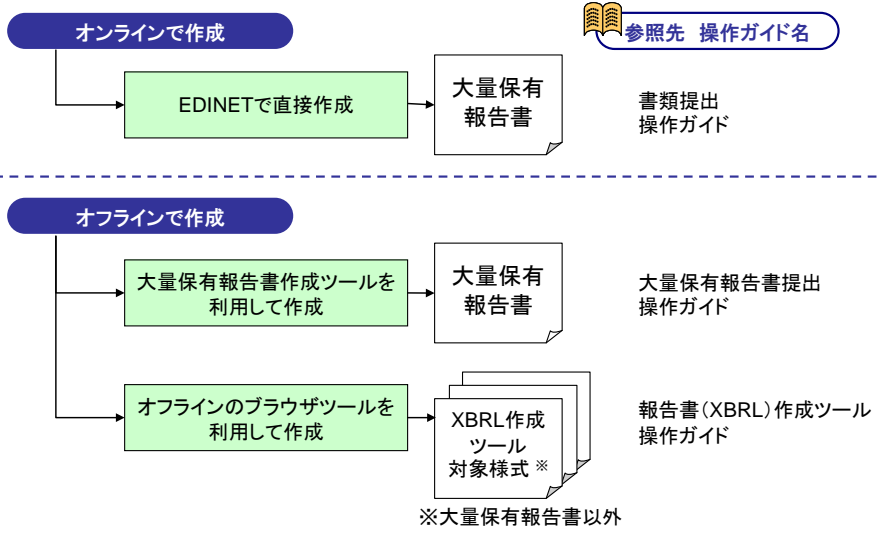 オンラインで作成
参照先 操作ガイド名
EDINETで直接作成
大量保有
報告書
書類提出
操作ガイド
オフラインで作成
大量保有報告書作成ツールを
利用して作成
大量保有
報告書
大量保有報告書提出
操作ガイド
オフラインのブラウザツールを
利用して作成
XBRL作成
ツール
対象様式 ※
報告書(XBRL)作成ツール
操作ガイド
※大量保有報告書以外